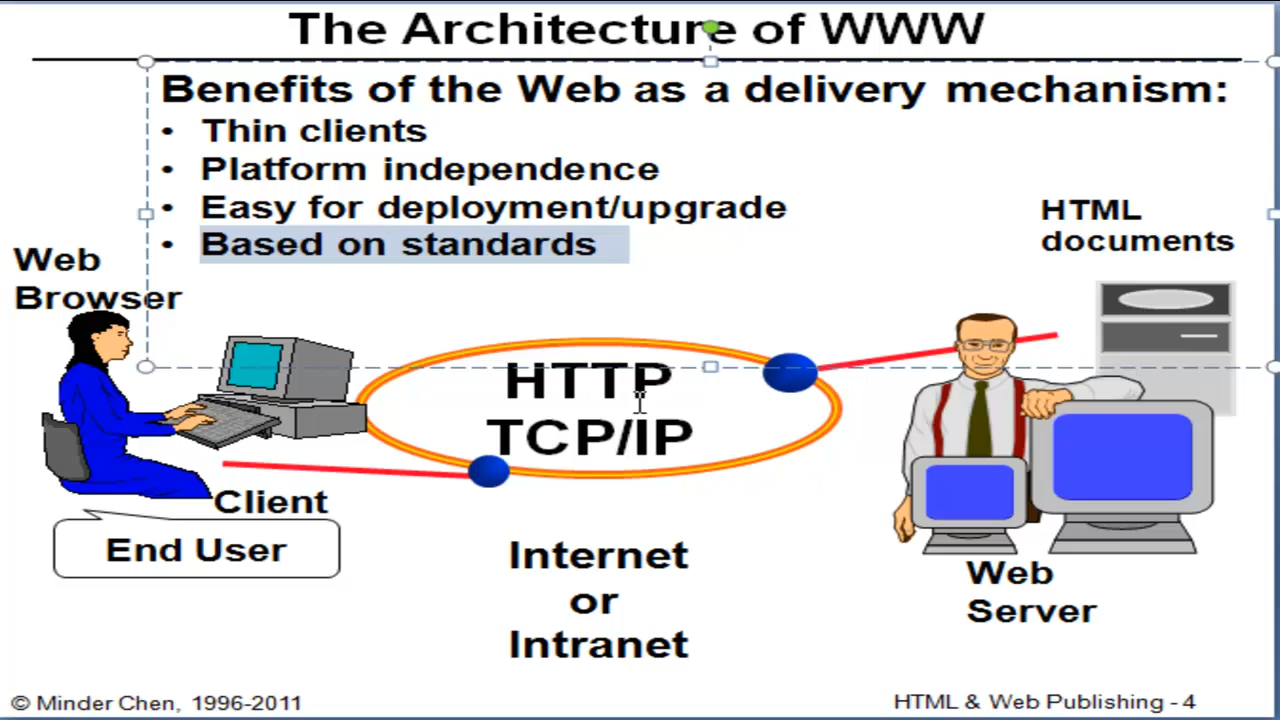 The Architecture of WWW
Benefits of the Web as a delivery mechanism:
• Thin clients
• Platform independence
• Easy for deployment/upgrade
• Based on standards
HTML
documents
Web
Browser
HTTP
TCP/IP
Client
End User
Internet
or
Intranet
Web
Server
© Minder Chen, 1996-2011
HTML & Web Publishing - 4